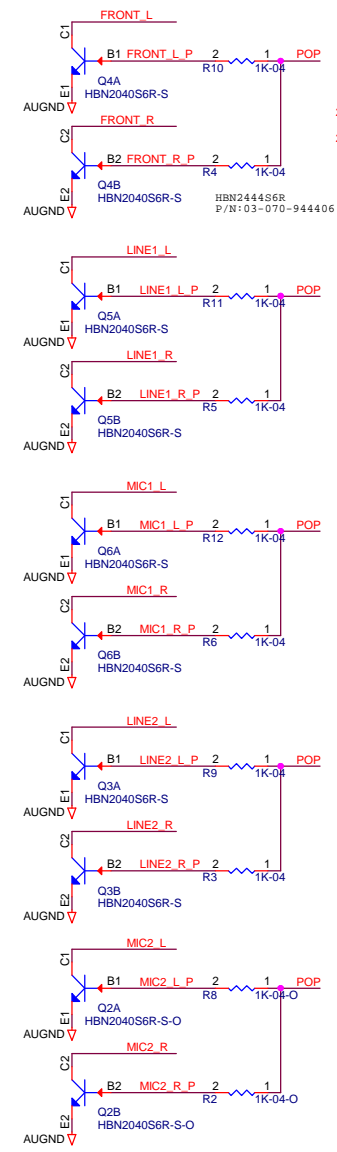 FRONT_L
C1
B1 FRONT_L_P 2 1 POP
R10 1K-04
Q4A
HBN2040S6R-S
E1
AUGND
FRONT_R
C2
B2 FRONT_R_P 2 1
R4 1K-04
Q4B
HBN2040S6R-S
E2
AUGND
HBN2444S6R
P/N:03-070-944406
LINE1_L
C1
B1 LINE1_L_P 2 1 POP
R11 1K-04
Q5A
HBN2040S6R-S
E1
AUGND
LINE1_R
C2
B2 LINE1_R_P 2 1
R5 1K-04
Q5B
HBN2040S6R-S
E2
AUGND
MIC1_L
C1
B1 MIC1_L_P 2 1 POP
R12 1K-04
Q6A
HBN2040S6R-S
E1
AUGND
MIC1_R
C2
B2 MIC1_R_P 2 1
R6 1K-04
Q6B
HBN2040S6R-S
E2
AUGND
LINE2_L
C1
B1 LINE2_L_P 2 1 POP
R9 1K-04
Q3A
HBN2040S6R-S
E1
AUGND
LINE2_R
C2
B2 LINE2_R_P 2 1
R3 1K-04
Q3B
HBN2040S6R-S
E2
AUGND
MIC2_L
C1
B1 MIC2_L_P 2 1 POP
R8 1K-04-O
Q2A
HBN2040S6R-S-O
E1
AUGND
MIC2_R
C2
B2 MIC2_R_P 2 1
R2 1K-04-O
Q2B
HBN2040S6R-S-O
E2
AUGND